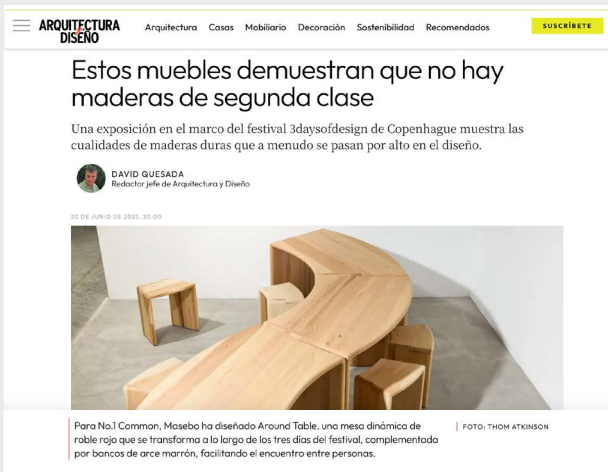 ARQUITECTURA
Y
DISEÑO
Arquitectura Casas Mobiliario Decoración Sostenibilidad Recomendados
SUSCRÍBETE
Estos muebles demuestran que no hay
maderas de segunda clase
Una exposición en el marco del festival 3daysofdesign de Copenhague muestra las
cualidades de maderas duras que a menudo se pasan por alto en el diseño.
DAVID QUESADA
Redactor jefe de Arquitectura y Diseño
20 DE JUNIO DE 2025, 20:00
Para No.1 Common, Masebo ha diseñado Around Table, una mesa dinámica de
roble rojo que se transforma a lo largo de los tres días del festival, complementada
por bancos de arce marrón, facilitando el encuentro entre personas.
FOTO: THOM ATKINSON